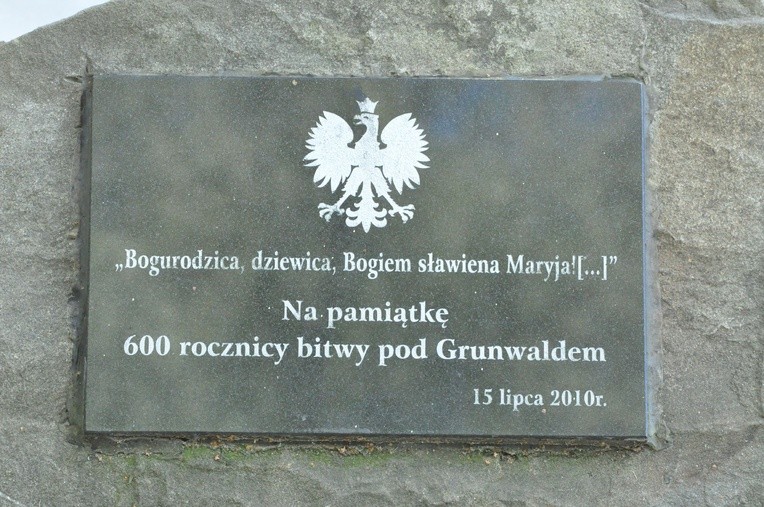 „Bogurodzica, dziewica, Bogiem sławiena Maryja![...]”
Na pamiątkę
600 rocznicy bitwy pod Grunwaldem
15 lipca 2010r.